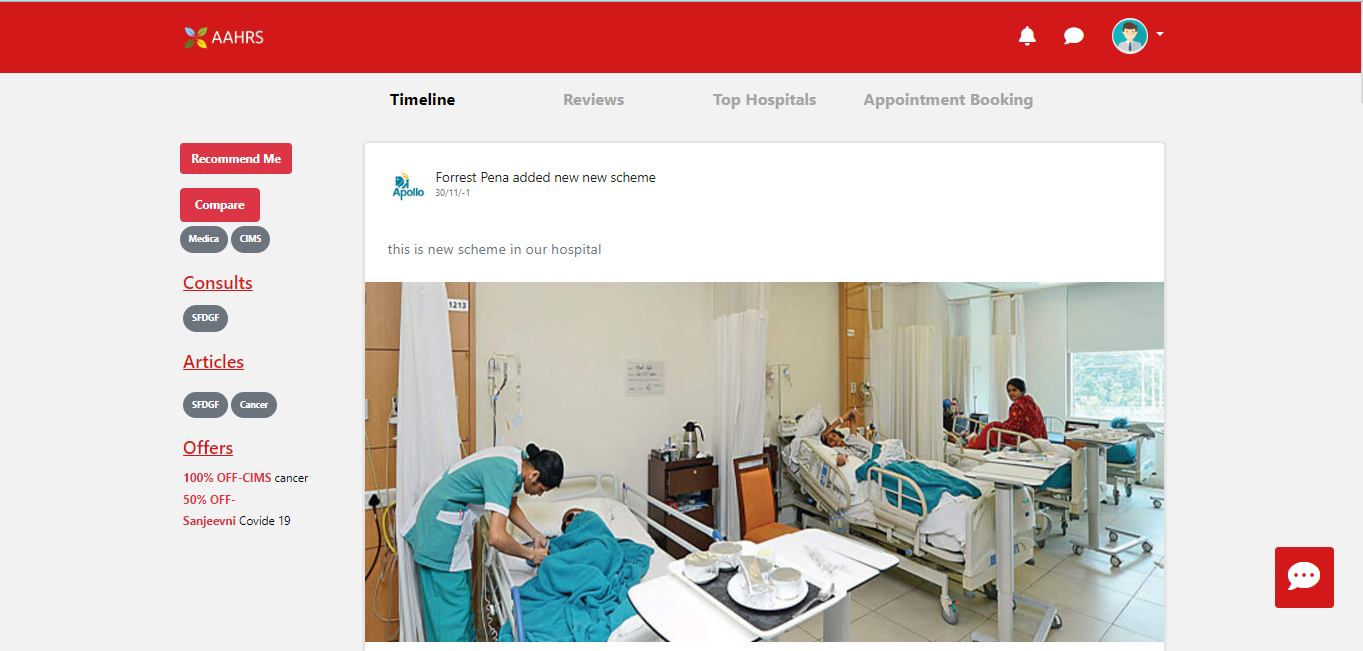 AAHRS
Timeline
Reviews
Top Hospitals
Appointment Booking
Recommend Me
Compare
Medica
CIMS
Consults
SFDGF
Articles
SFDGF
Cancer
Offers
100% OFF-CIMS cancer
50% OFF-
Sanjeevni Covide 19
Apollo
Forrest Pena added new new scheme
30/11/-1
this is new scheme in our hospital
1213